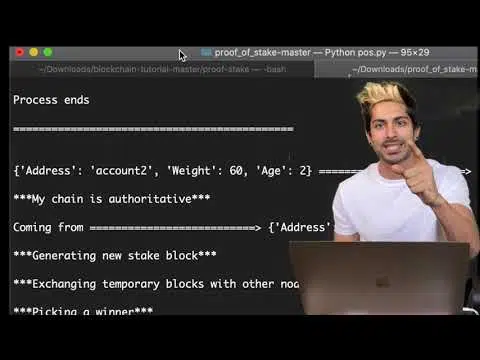 proof_of_stake-master — Python pos.py — 95×29
~/Downloads/blockchain-tutorial-master/proof-stake — -bash
~/Downloads/proof_of_stake-m
Process ends
==========================================
{'Address': 'account2', 'Weight': 60, 'Age': 2} ===
>
***My chain is authoritative***
Coming from =========================> {'Address':
***Generating new stake block***
***Exchanging temporary blocks with other nod
***Picking a winner***